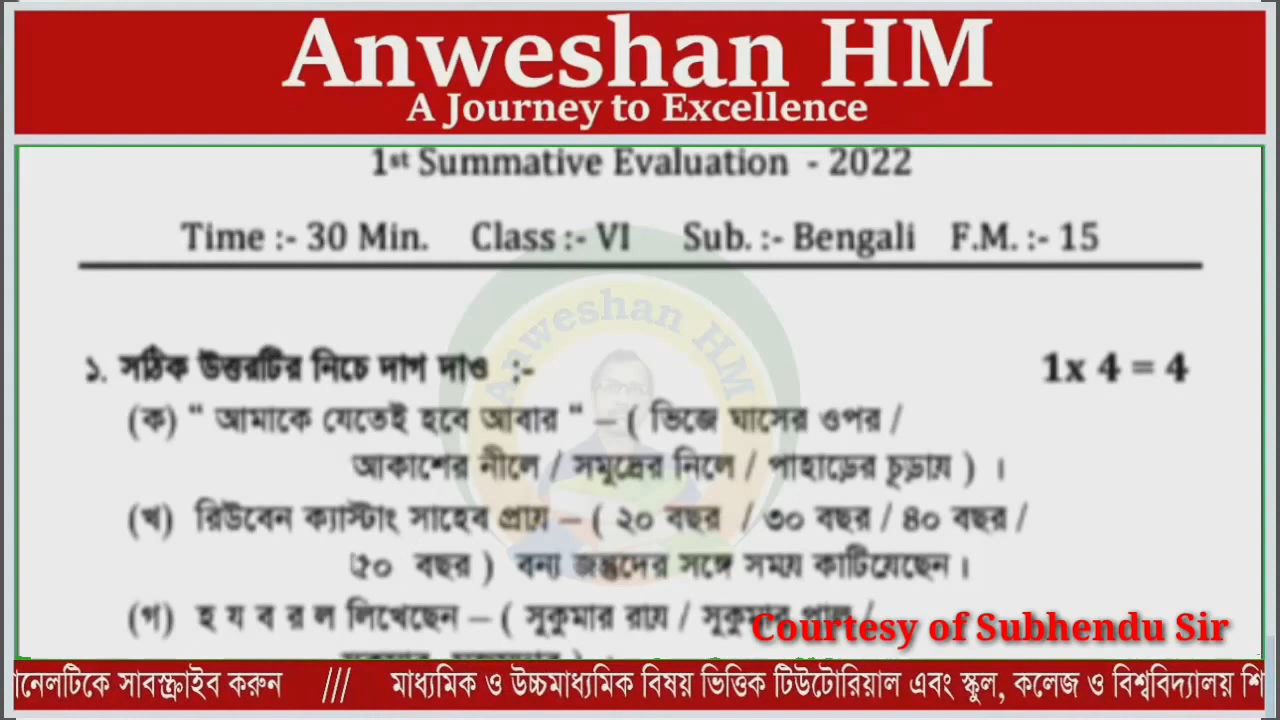 Anweshan HM
A Journey to Excellence
1st Summative Evaluation - 2022
Time :- 30 Min. Class :- VI Sub. :- Bengali F.M. :- 15
Anweshan HM
১. সঠিক উত্তরটির নিচে দাগ দাও :- 1x 4 = 4
(ক) “ আমাকে যেতেই হবে আবার “ – ( ভিজে ঘাসের ওপর /
আকাশের নীলে / সমুদ্রের নিলে / পাহাড়ের চূড়ায় ) ।
(খ) রিউবেন ক্যাস্টাং সাহেব প্রায় – ( ২০ বছর / ৩০ বছর / ৪০ বছর /
৫০ বছর ) বন্য জন্তুদের সঙ্গে সময় কাটিয়েছেন ।
(গ) হ য ব র ল লিখেছেন – ( সুকুমার রায় / সুকুমার পাল /
Courtesy of Subhendu Sir
ানেলটিকে সাবস্ক্রাইব করুন /// মাধ্যমিক ও উচ্চমাধ্যমিক বিষয় ভিত্তিক টিউটোরিয়াল এবং স্কুল, কলেজ ও বিশ্ববিদ্যালয় শি